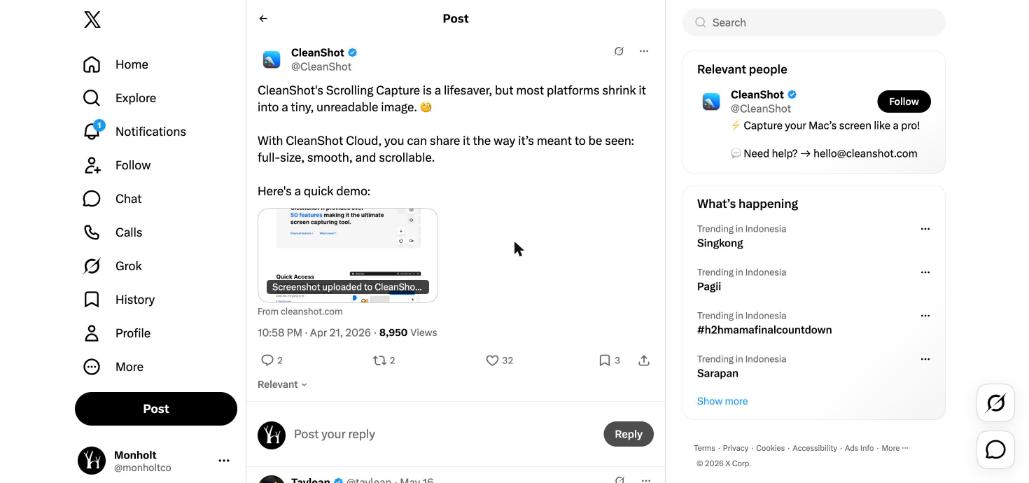 Home
Explore
1
Notifications
Follow
Chat
Calls
Grok
History
Profile
More
Post
Monholt
@monholtco
Post
CleanShot
@CleanShot
CleanShot's Scrolling Capture is a lifesaver, but most platforms shrink it
into a tiny, unreadable image. 🧐
With CleanShot Cloud, you can share it the way it's meant to be seen:
full-size, smooth, and scrollable.
Here's a quick demo:
50 features making it the ultimate
screen capturing tool.
Quick Access
Screenshot uploaded to CleanSho...
From cleanshot.com
10:58 PM · Apr 21, 2026 · 8,950 Views
2
2
32
3
Relevant
Post your reply
Reply
Taylean @taylean · May 16
Search
Relevant people
CleanShot
@CleanShot
Follow
⚡ Capture your Mac's screen like a pro!
💬 Need help? → hello@cleanshot.com
What's happening
Trending in Indonesia
Singkong
Trending in Indonesia
Pagii
Trending in Indonesia
#h2hmamafinalcountdown
Trending in Indonesia
Sarapan
Show more
Terms · Privacy · Cookies · Accessibility · Ads Info · More ···
© 2026 X Corp.